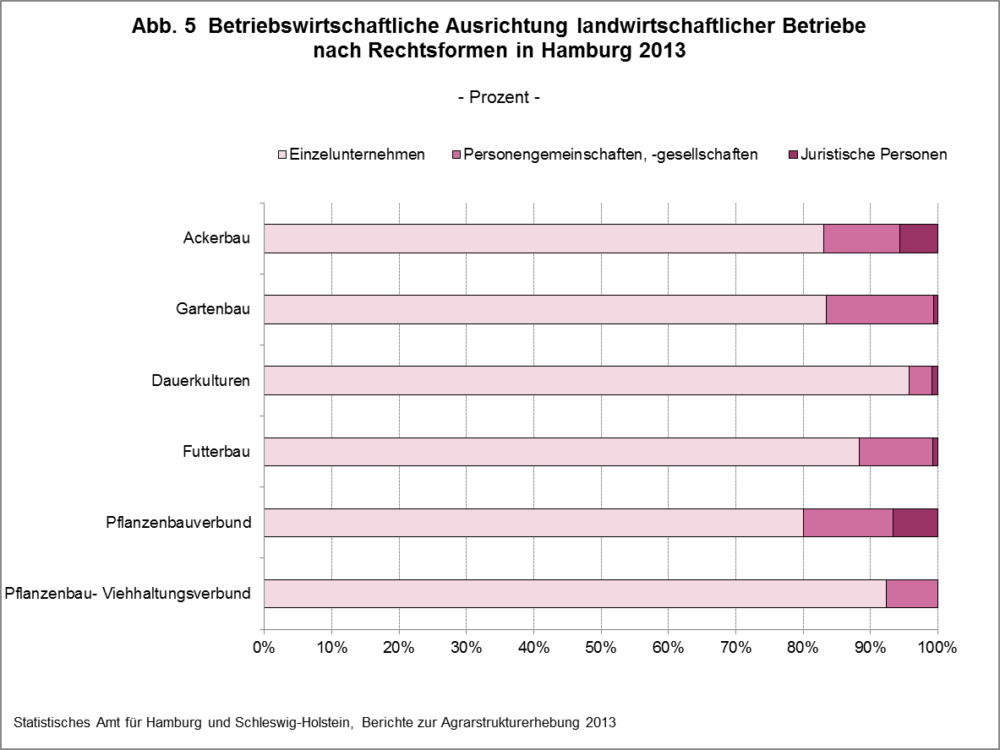 Abb. 5  Betriebswirtschaftliche Ausrichtung landwirtschaftlicher Betriebe
nach Rechtsformen in Hamburg 2013
- Prozent -
Einzelunternehmen Personengemeinschaften, -gesellschaften Juristische Personen
Ackerbau
Gartenbau
Dauerkulturen
Futterbau
Pflanzenbauverbund
Pflanzenbau- Viehhaltungsverbund
0% 10% 20% 30% 40% 50% 60% 70% 80% 90% 100%
Statistisches Amt für Hamburg und Schleswig-Holstein,  Berichte zur Agrarstrukturerhebung 2013